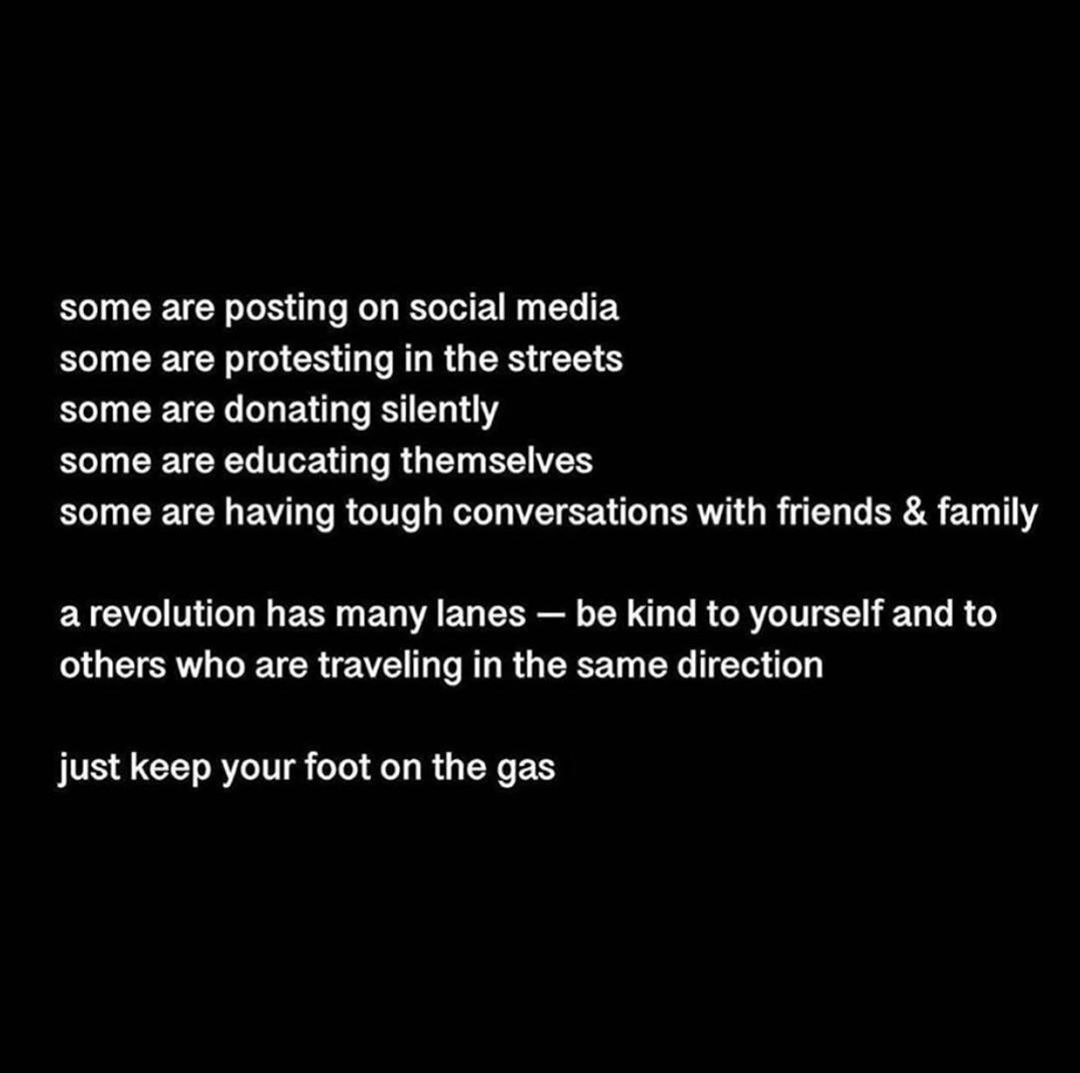 some are posting on social media
some are protesting in the streets
some are donating silently
some are educating themselves
some are having tough conversations with friends & family
a revolution has many lanes — be kind to yourself and to
others who are traveling in the same direction
just keep your foot on the gas